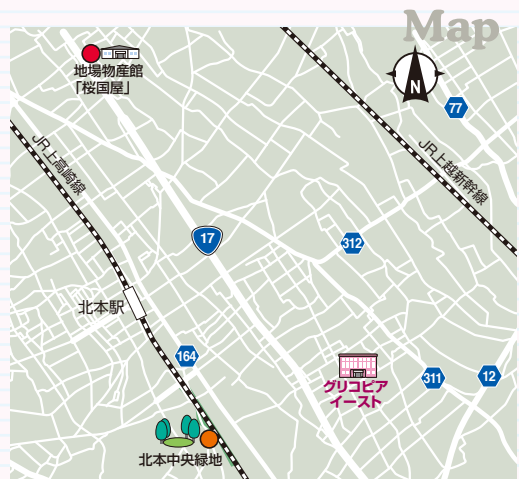 Map
地場物産館
「桜国屋」
N
77
JR上高崎線
JR上越新幹線
17
312
北本駅
164
グリコピア
イースト
311
12
北本中央緑地